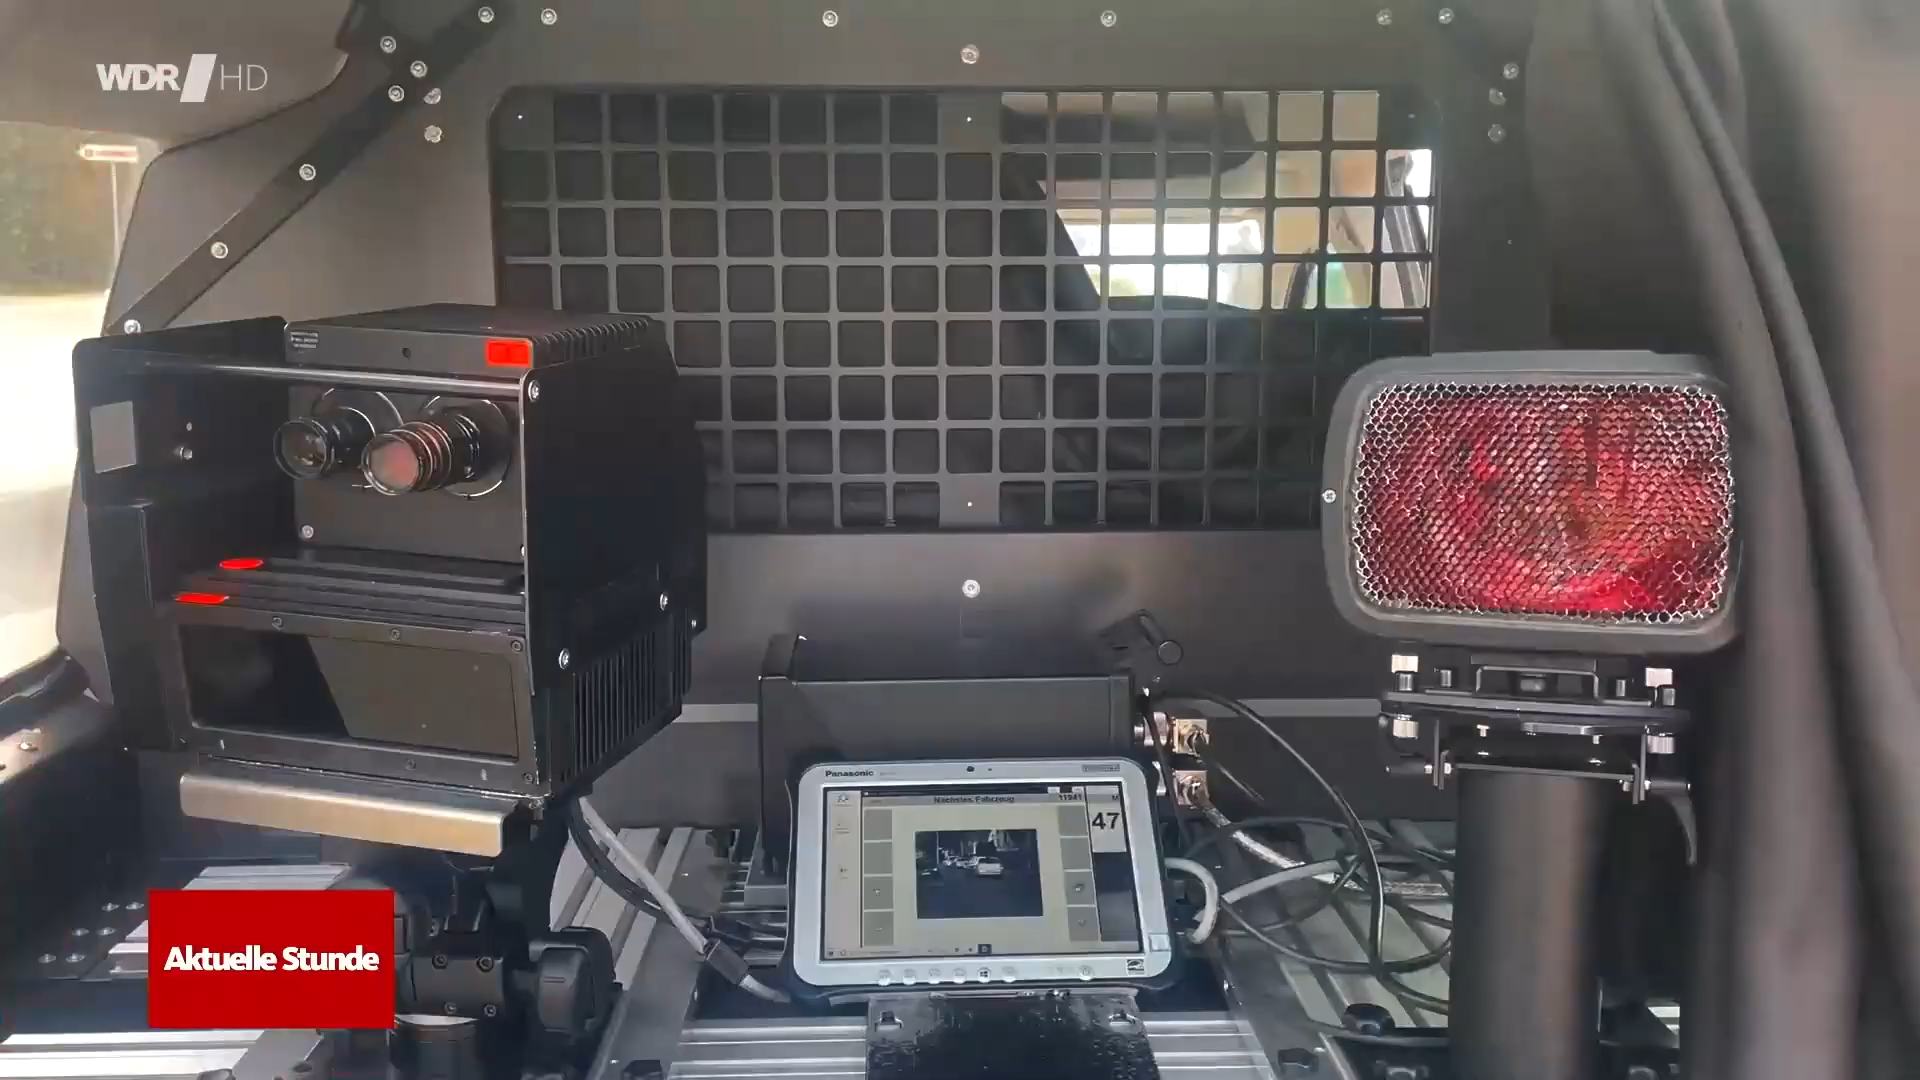 WDR HD
Panasonic
Nächstes Fahrzeug
47
Aktuelle Stunde